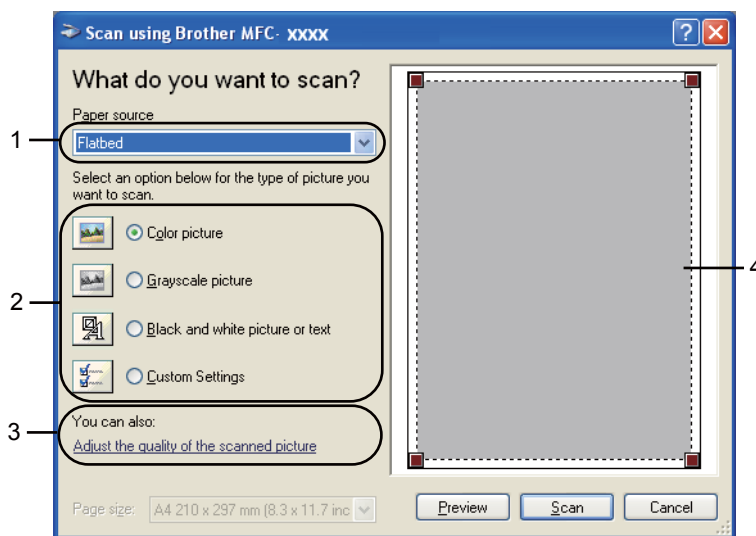 Scan using Brother MFC- XXXX
What do you want to scan?
Paper source
1
Flatbed
Select an option below for the type of picture you
want to scan.
Color picture
4
Grayscale picture
2
Black and white picture or text
Custom Settings
You can also:
3
Adjust the quality of the scanned picture
Page size: A4 210 x 297 mm (8.3 x 11.7 inc
Preview Scan Cancel